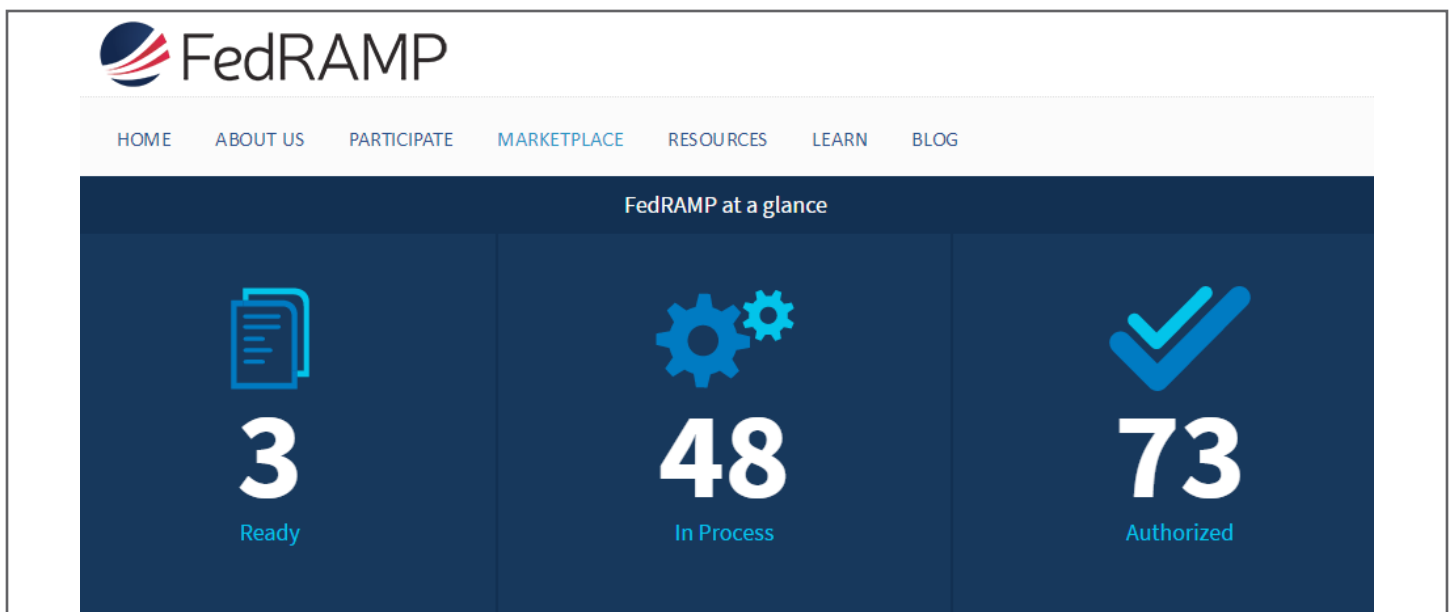 FedRAMP
HOME ABOUT US PARTICIPATE MARKETPLACE RESOURCES LEARN BLOG
FedRAMP at a glance
3 48 73
Ready In Process Authorized